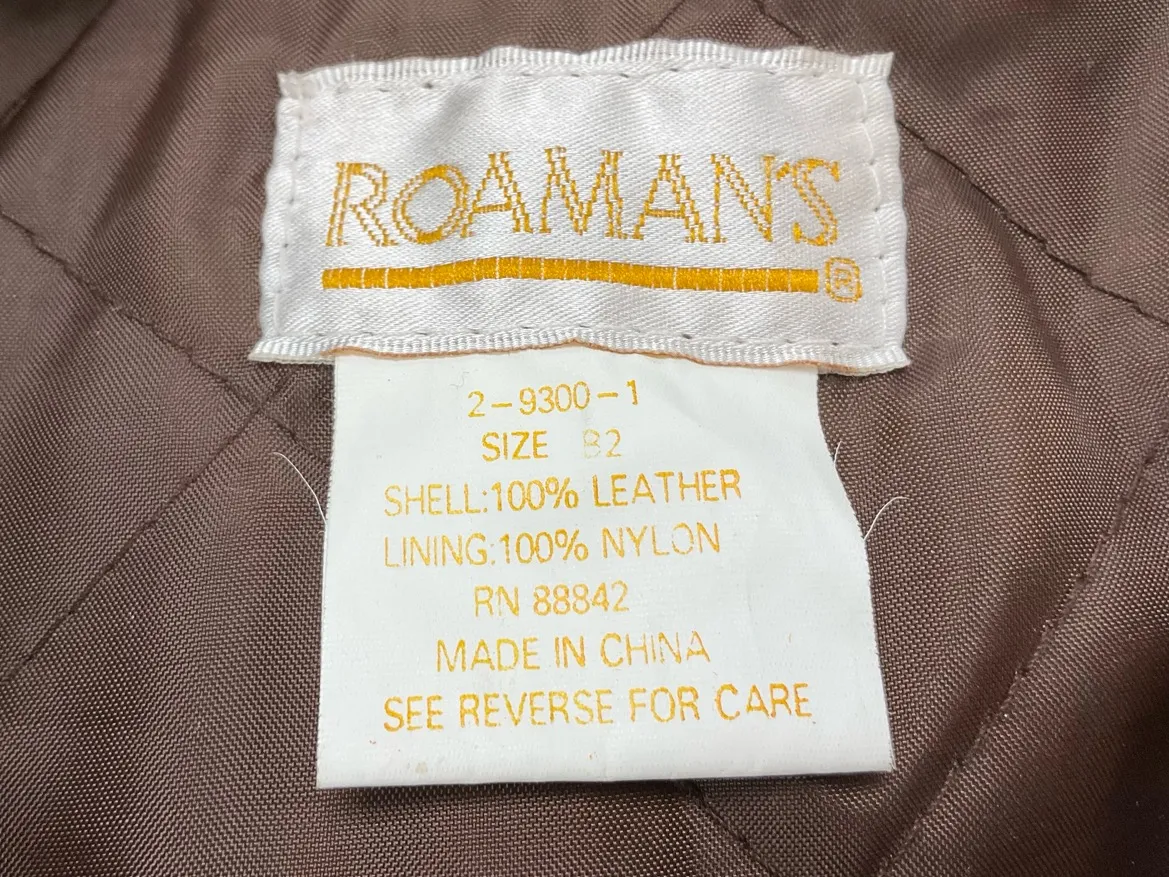 ROAMAN'S
®
2-9300-1
SIZE B2
SHELL:100% LEATHER
LINING:100% NYLON
RN 88842
MADE IN CHINA
SEE REVERSE FOR CARE